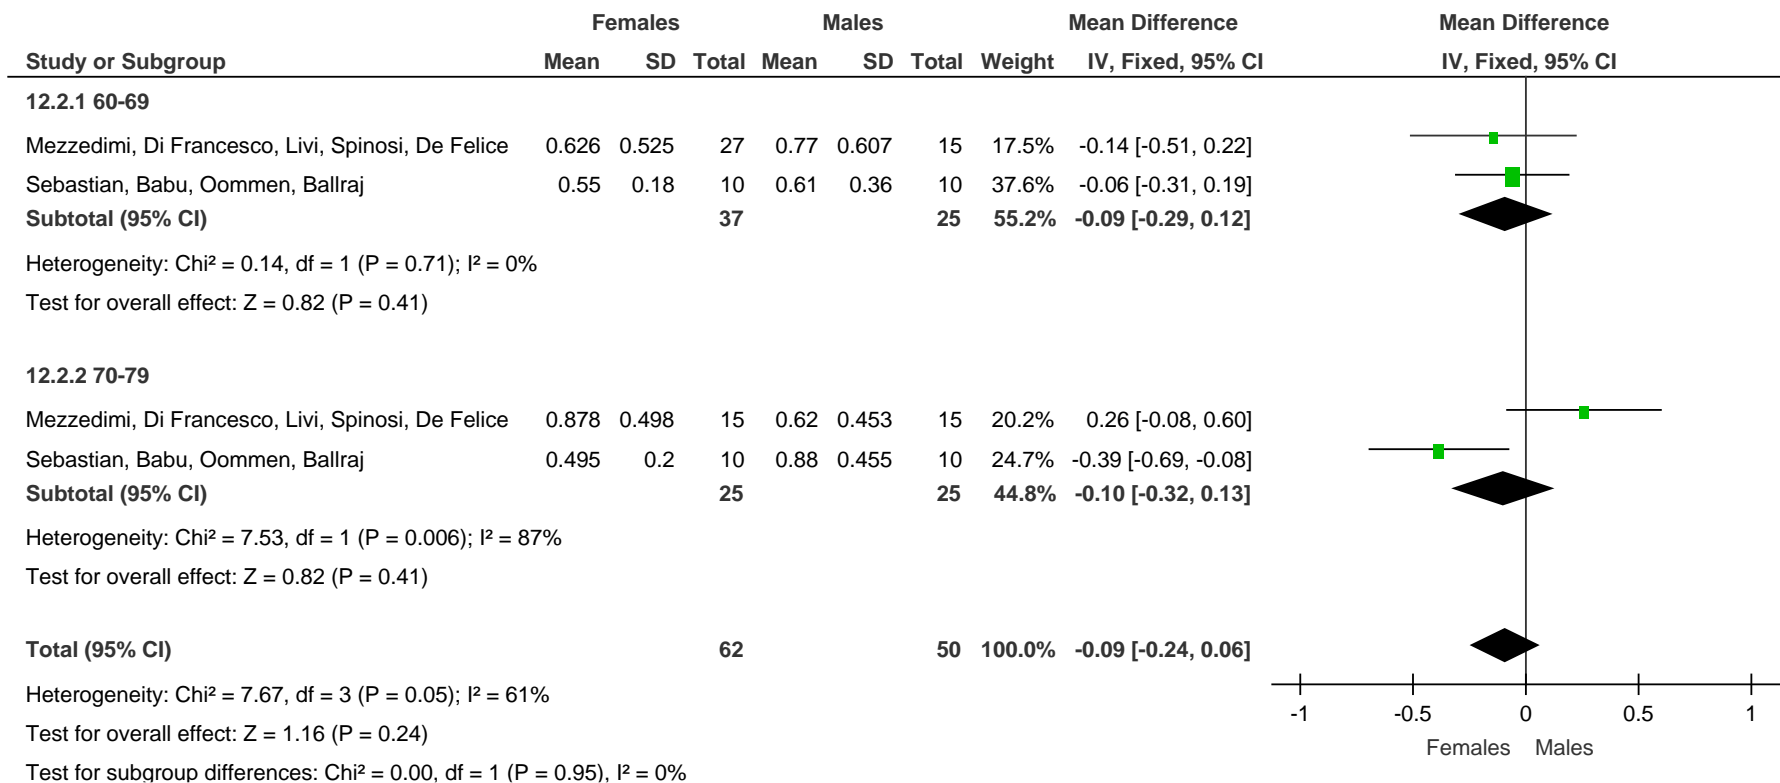 Females Males Mean Difference Mean Difference
Study or Subgroup Mean SD Total Mean SD Total Weight IV, Fixed, 95% CI IV, Fixed, 95% CI
12.2.1 60-69
Mezzedimi, Di Francesco, Livi, Spinosi, De Felice 0.626 0.525 27 0.77 0.607 15 17.5% -0.14 [-0.51, 0.22]
Sebastian, Babu, Oommen, Ballraj 0.55 0.18 10 0.61 0.36 10 37.6% -0.06 [-0.31, 0.19]
Subtotal (95% CI) 37 25 55.2% -0.09 [-0.29, 0.12]
Heterogeneity: Chi² = 0.14, df = 1 (P = 0.71); I² = 0%
Test for overall effect: Z = 0.82 (P = 0.41)
12.2.2 70-79
Mezzedimi, Di Francesco, Livi, Spinosi, De Felice 0.878 0.498 15 0.62 0.453 15 20.2% 0.26 [-0.08, 0.60]
Sebastian, Babu, Oommen, Ballraj 0.495 0.2 10 0.88 0.455 10 24.7% -0.39 [-0.69, -0.08]
Subtotal (95% CI) 25 25 44.8% -0.10 [-0.32, 0.13]
Heterogeneity: Chi² = 7.53, df = 1 (P = 0.006); I² = 87%
Test for overall effect: Z = 0.82 (P = 0.41)
Total (95% CI) 62 50 100.0% -0.09 [-0.24, 0.06]
Heterogeneity: Chi² = 7.67, df = 3 (P = 0.05); I² = 61%
Test for overall effect: Z = 1.16 (P = 0.24)
Test for subgroup differences: Chi² = 0.00, df = 1 (P = 0.95), I² = 0%
-1 -0.5 0 0.5 1
Females Males